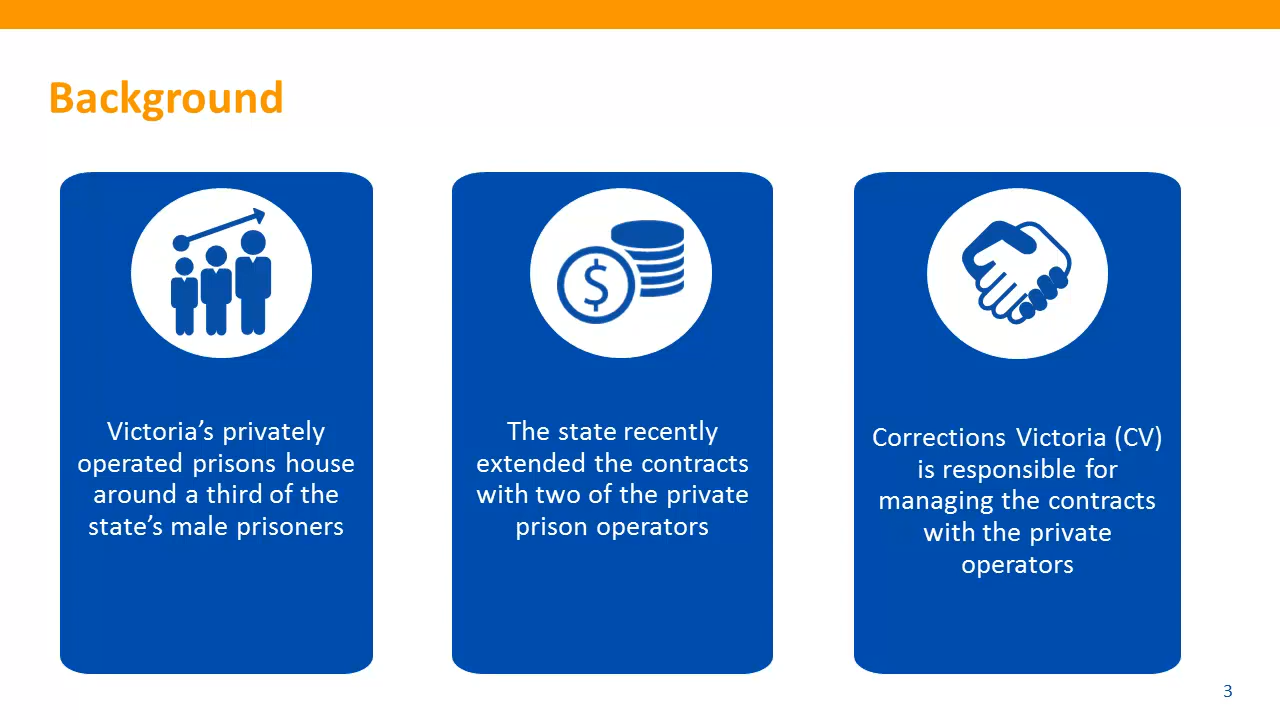 Background
Victoria’s privately
operated prisons house
around a third of the
state’s male prisoners
$
The state recently
extended the contracts
with two of the private
prison operators
Corrections Victoria (CV)
is responsible for
managing the contracts
with the private
operators
3